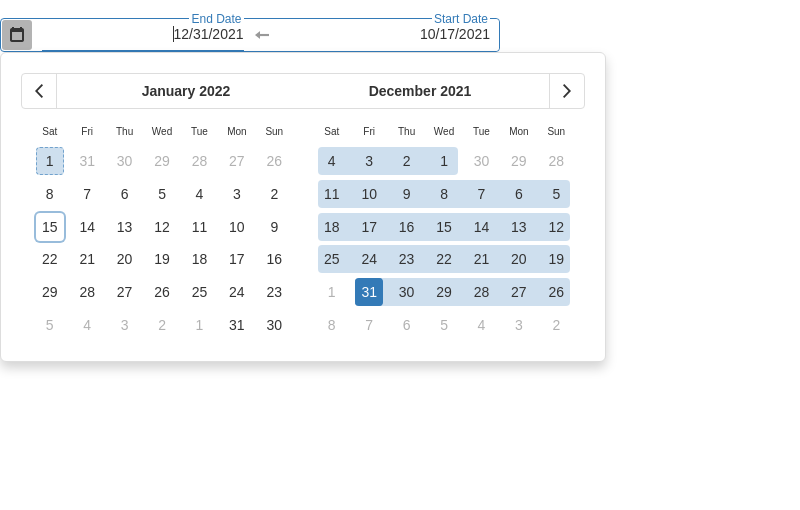 End Date Start Date
12/31/2021 10/17/2021
January 2022 December 2021
Sat Fri Thu Wed Tue Mon Sun Sat Fri Thu Wed Tue Mon Sun
1 31 30 29 28 27 26 4 3 2 1 30 29 28
8 7 6 5 4 3 2 11 10 9 8 7 6 5
15 14 13 12 11 10 9 18 17 16 15 14 13 12
22 21 20 19 18 17 16 25 24 23 22 21 20 19
29 28 27 26 25 24 23 1 31 30 29 28 27 26
5 4 3 2 1 31 30 8 7 6 5 4 3 2